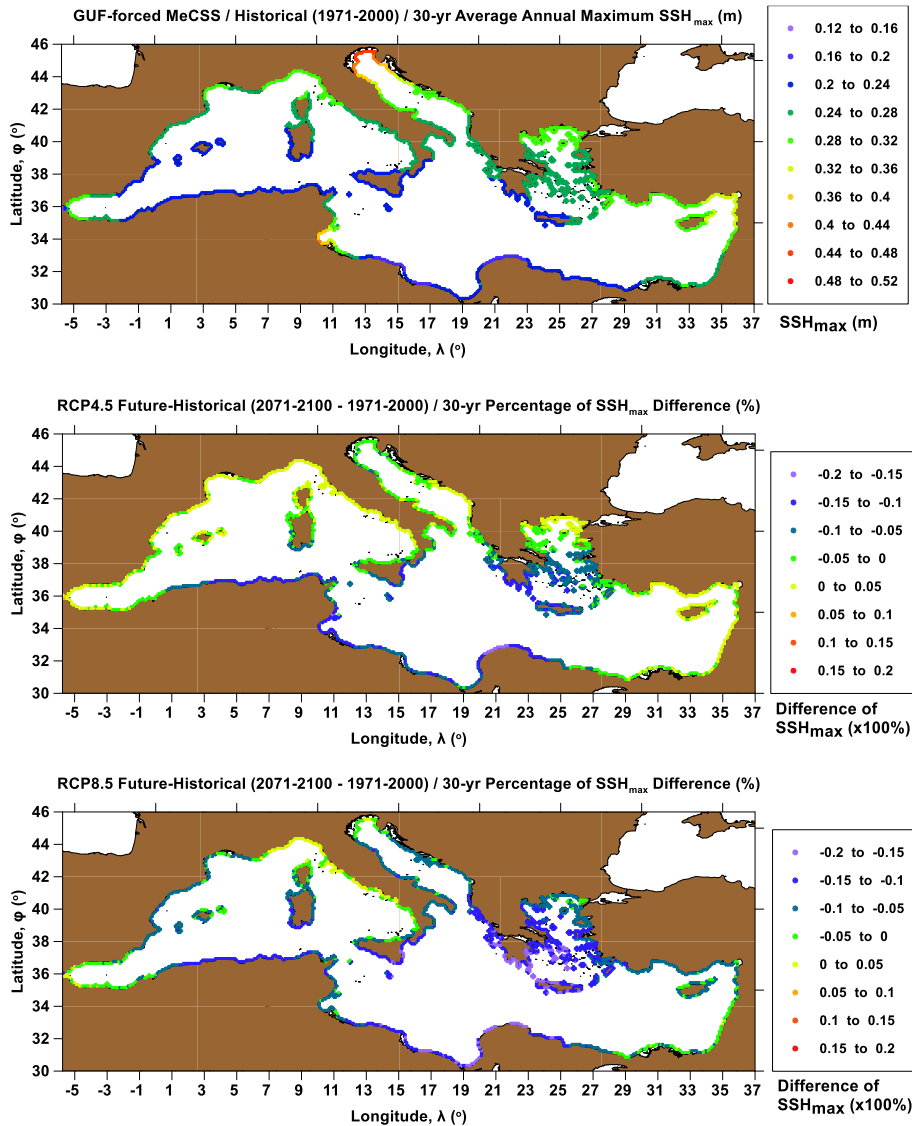 GUF-forced MeCSS / Historical (1971-2000) / 30-yr Average Annual Maximum SSHmax (m)
46
44
42
40
38
36
34
32
30
Latitude, φ (º)
-5 -3 -1 1 3 5 7 9 11 13 15 17 19 21 23 25 27 29 31 33 35 37
Longitude, λ (º)
0.12 to 0.16
0.16 to 0.2
0.2 to 0.24
0.24 to 0.28
0.28 to 0.32
0.32 to 0.36
0.36 to 0.4
0.4 to 0.44
0.44 to 0.48
0.48 to 0.52
SSHmax (m)
RCP4.5 Future-Historical (2071-2100 - 1971-2000) / 30-yr Percentage of SSHmax Difference (%)
46
44
42
40
38
36
34
32
30
Latitude, φ (º)
-5 -3 -1 1 3 5 7 9 11 13 15 17 19 21 23 25 27 29 31 33 35 37
Longitude, λ (º)
-0.2 to -0.15
-0.15 to -0.1
-0.1 to -0.05
-0.05 to 0
0 to 0.05
0.05 to 0.1
0.1 to 0.15
0.15 to 0.2
Difference of
SSHmax (x100%)
RCP8.5 Future-Historical (2071-2100 - 1971-2000) / 30-yr Percentage of SSHmax Difference (%)
46
44
42
40
38
36
34
32
30
Latitude, φ (º)
-5 -3 -1 1 3 5 7 9 11 13 15 17 19 21 23 25 27 29 31 33 35 37
Longitude, λ (º)
-0.2 to -0.15
-0.15 to -0.1
-0.1 to -0.05
-0.05 to 0
0 to 0.05
0.05 to 0.1
0.1 to 0.15
0.15 to 0.2
Difference of
SSHmax (x100%)